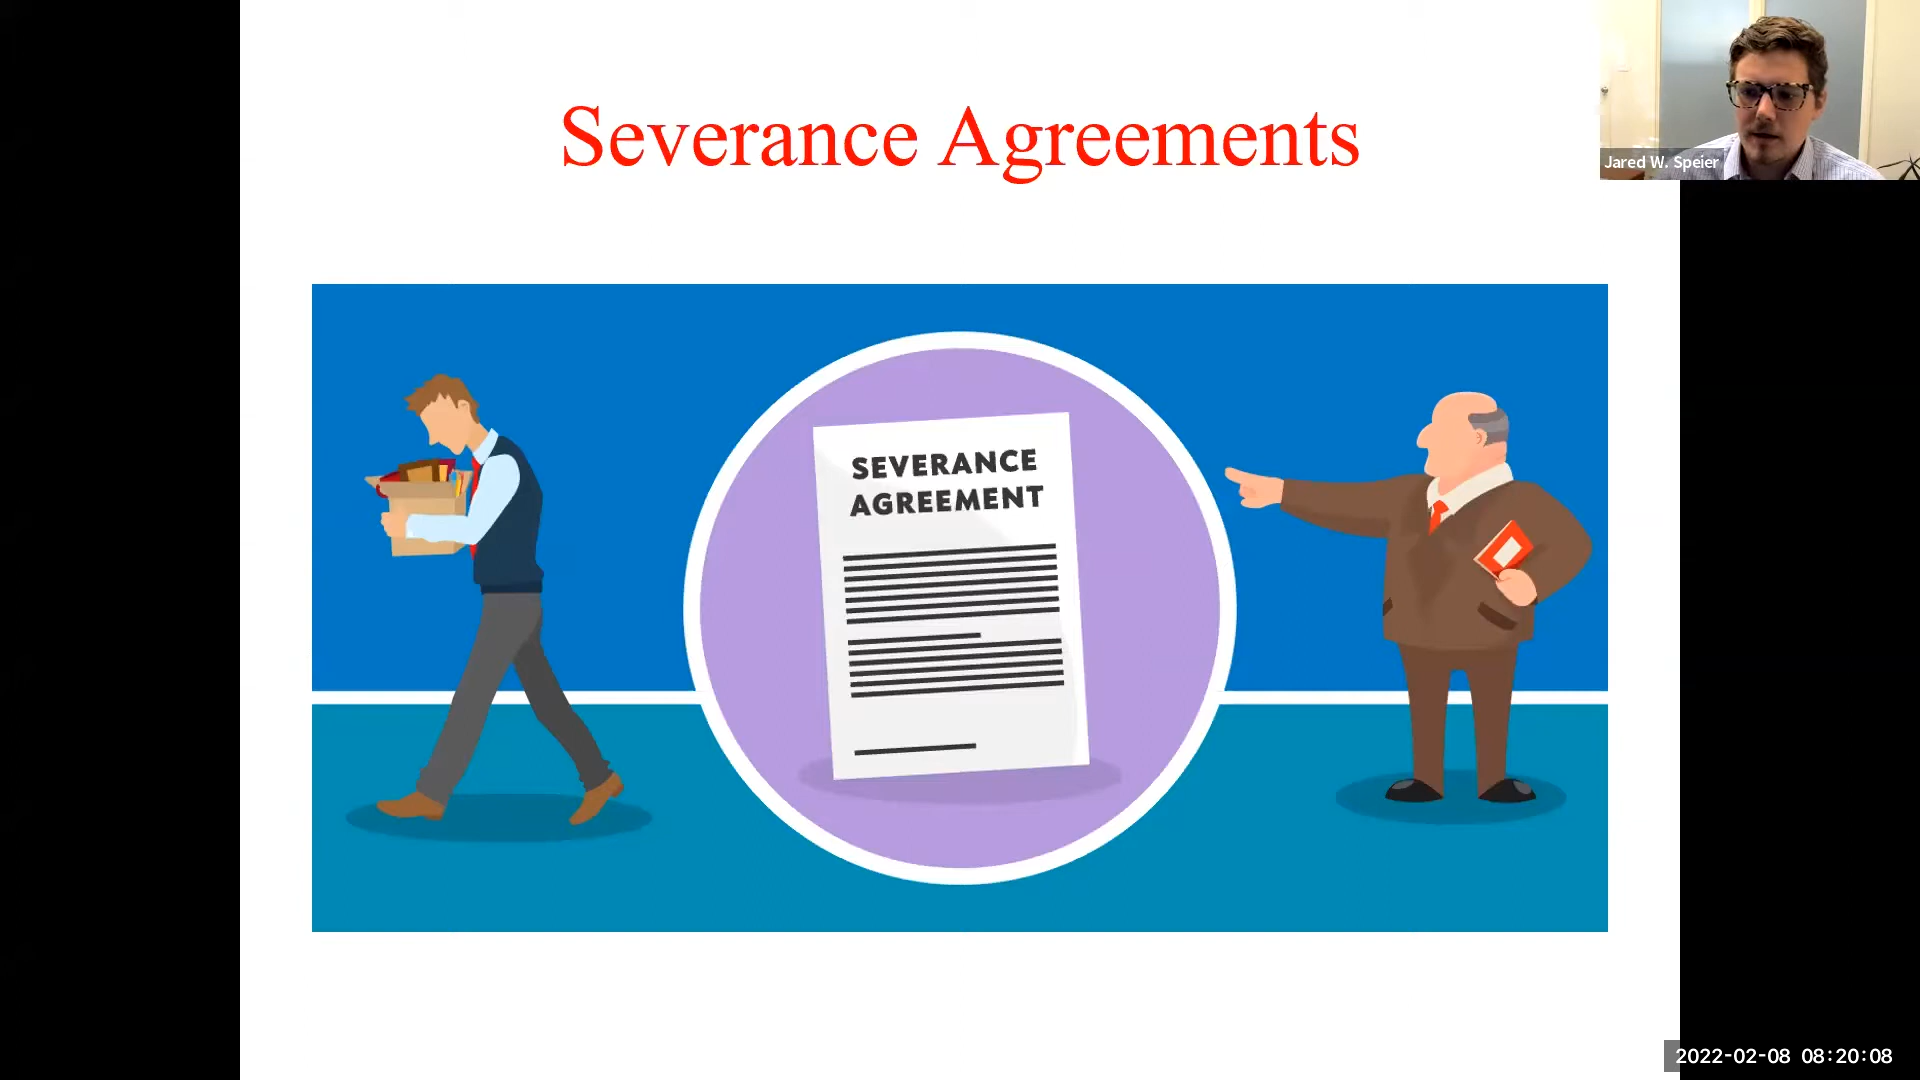 Severance Agreements
Jared W. Speier
SEVERANCE
AGREEMENT
2022-02-08 08:20:08